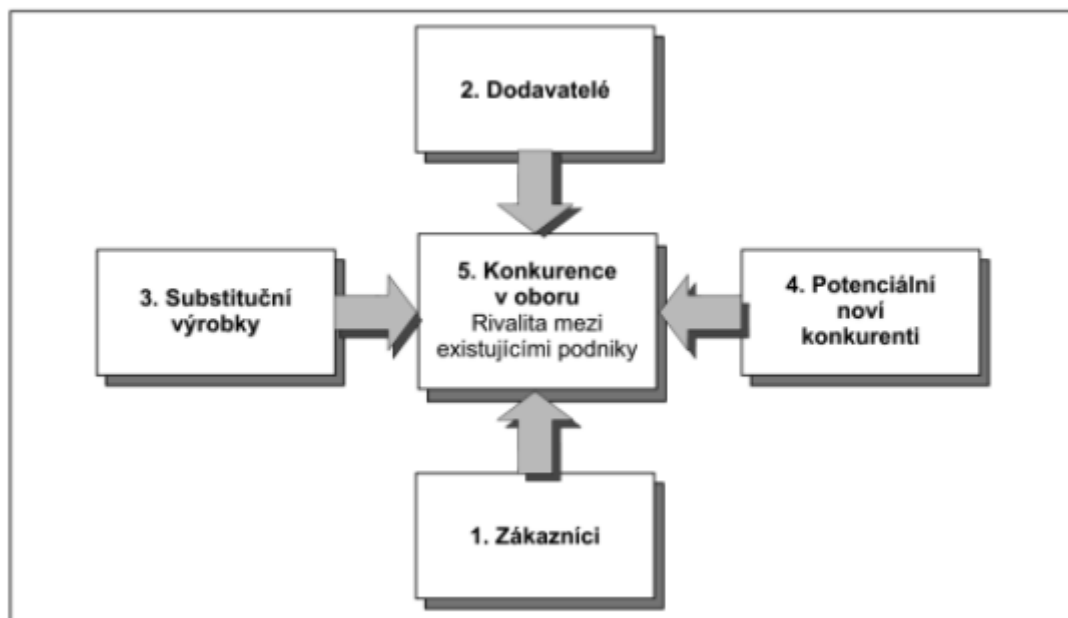 2. Dodavatelé
3. Substituční
výrobky
5. Konkurence
v oboru
Rivalita mezi
existujícími podniky
4. Potenciální
noví
konkurenti
1. Zákazníci